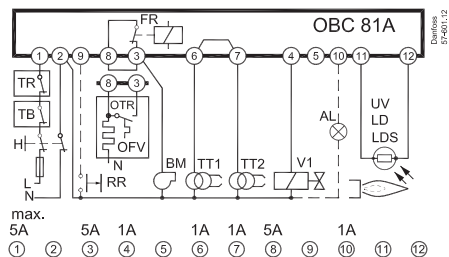 FR
OBC 81A
Danfoss
57-601.12
1 2 9 8 3 6 7 4 5 10 11 12
TR
8 3
TB
OTR
OFV
H
N
AL
UV
LD
LDS
BM
TT1
TT2
V1
L
N
RR
max.
5A 5A 1A 1A 1A 5A 1A
1 2 3 4 5 6 7 8 9 10 11 12